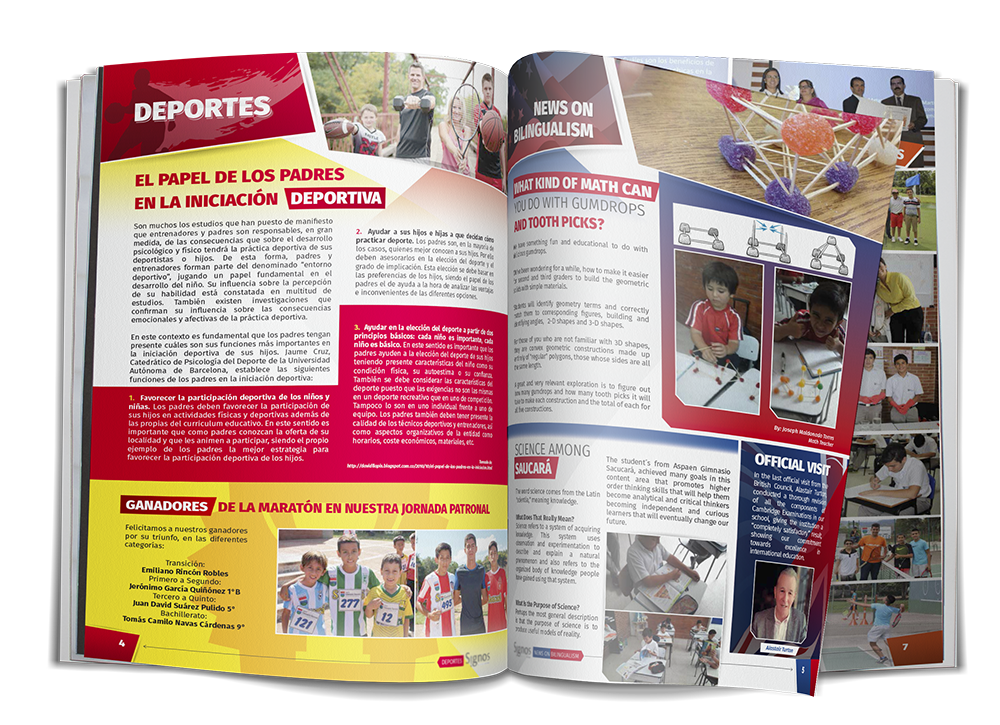 DEPORTES
EL PAPEL DE LOS PADRES
EN LA INICIACIÓN DEPORTIVA
Son muchos los estudios que han puesto de manifiesto
que entrenadores y padres son responsables, en gran
medida, de las consecuencias que sobre el desarrollo
psicológico y físico tendrá la práctica deportiva de sus
deportistas o hijos. De esta forma, padres y
entrenadores forman parte del denominado "entorno
deportivo", jugando un papel fundamental en el
desarrollo del niño. Su influencia sobre la percepción
de su habilidad está constatada en multitud de
estudios. También existen investigaciones que
confirman su influencia sobre las consecuencias
emocionales y afectivas de la práctica deportiva.
En este contexto es fundamental que los padres tengan
presente cuáles son sus funciones más importantes en
la iniciación deportiva de sus hijos. Jaume Cruz,
Catedrático de Psicología del Deporte de la Universidad
Autónoma de Barcelona, establece las siguientes
funciones de los padres en la iniciación deportiva:
1. Favorecer la participación deportiva de los niños y
niñas. Los padres deben favorecer la participación de
sus hijos en actividades físicas y deportivas además de
las propias del curriculum educativo. En este sentido es
importante que como padres conozcan la oferta de su
localidad y que les animen a participar, siendo el propio
ejemplo de los padres la mejor estrategia para
favorecer la participación deportiva de los hijos.
2. Ayudar a sus hijos e hijas a que decidan cómo
practicar deporte. Los padres son, en la mayoría de
los casos, quienes mejor conocen a sus hijos. Por ello
deben asesorarlos en la elección del deporte y el
grado de implicación. Esta elección se debe basar en
las preferencias de los hijos, siendo el papel de los
padres el de ayuda a la hora de analizar las ventajas
e inconvenientes de las diferentes opciones.
3. Ayudar en la elección del deporte a partir de dos
principios básicos: cada niño es importante, cada
niño es básico. En este sentido es importante que los
padres ayuden a la elección del deporte de sus hijos
teniendo presente características del niño como su
condición física, su autoestima o su confianza.
También se debe considerar las características del
deporte puesto que las exigencias no son las mismas
en un deporte recreativo que en uno de competición.
Tampoco lo son en uno individual frente a uno de
equipo. Los padres también deben tener presente la
calidad de los técnicos deportivos y entrenadores, así
como aspectos organizativos de la entidad como
horarios, coste económicos, materiales, etc.
Tomado de
GANADORES DE LA MARATÓN EN NUESTRA JORNADA PATRONAL
Felicitamos a nuestros ganadores
por su triunfo, en las diferentes
categorías:
Transición:
Emiliano Rincón Robles
Primero a Segundo:
Jerónimo García Quiñónez 1°B
Tercero a Quinto:
Juan David Suárez Pulido 5°
Bachillerato:
Tomás Camilo Navas Cárdenas 9°
121
277
12
495
4
DEPORTES Signos
NEWS ON
BILINGUALISM
WHAT KIND OF MATH CAN
YOU DO WITH GUMDROPS
AND TOOTH PICKS?
have something fun and educational to do with
gumdrops.
been wondering for a while, how to make it easier
second and third graders to build the geometric
with simple materials.
Students will identify geometry terms and correctly
match them to corresponding figures, building and
identifying angles, 2-D shapes and 3-D shapes.
For those of you who are not familiar with 3D shapes,
they are convex geometric constructions made up
of "regular" polygons, those whose sides are all
the same length.
great and very relevant exploration is to figure out
how many gumdrops and how many tooth picks it will
take to make each construction and the total of each for
all the constructions.
By: Joseph Maldonado Torres
Math Teacher
SCIENCE AMONG
SAUCARÁ
The word science comes from the Latin
"scientia," meaning knowledge.
What Does That Really Mean?
Science refers to a system of acquiring
knowledge. This system uses
observation and experimentation to
describe and explain a natural
phenomenon and also refers to the
organized body of knowledge people
have gained using that system.
What Is the Purpose of Science?
Perhaps the most general description
is that the purpose of science is to
produce useful models of reality.
The student's from Aspaen Gimnasio
Saucará, achieved many goals in this
content area that promotes higher
order thinking skills that will help them
become analytical and critical thinkers
becoming independent and curious
learners that will eventually change our
future.
OFFICIAL VISIT
In the last official visit from the
British Council, Alastair Turtor,
conducted a thorough revision
of all the components in
Cambridge Examinations in our
school, giving the institution a
"completely satisfactory" result,
showing our commitment
towards excellence in
international education.
Alastair Turtor
Signos NEWS ON BILINGUALISM
5
7